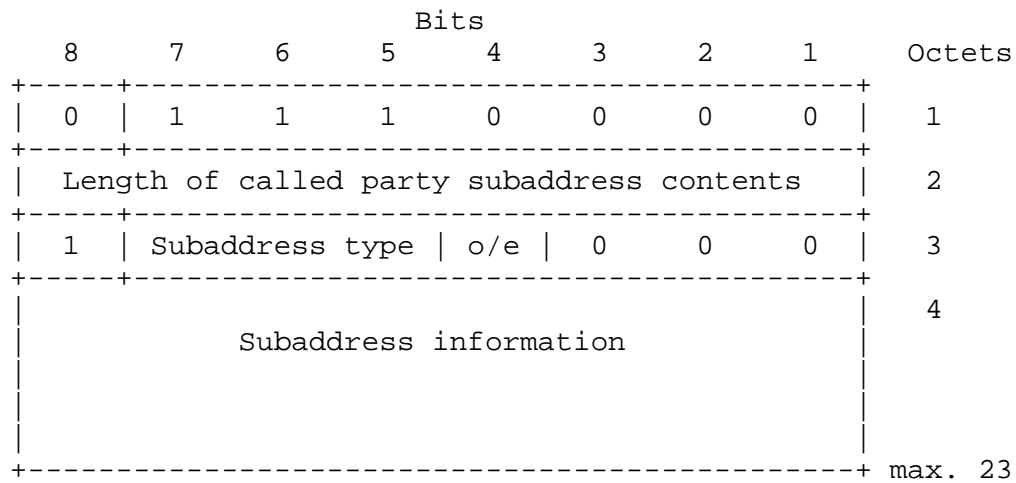 Bits
8 7 6 5 4 3 2 1 Octets
+-----+-----------------------------------------+
| 0 | 1 1 1 0 0 0 0 | 1
+-----+-----------------------------------------+
| Length of called party subaddress contents | 2
+-----+-----------------------------------------+
| 1 | Subaddress type | o/e | 0 0 0 | 3
+-----+-----------------------------------------+
| | 4
| Subaddress information |
| |
| |
| |
+-----------------------------------------------+ max. 23